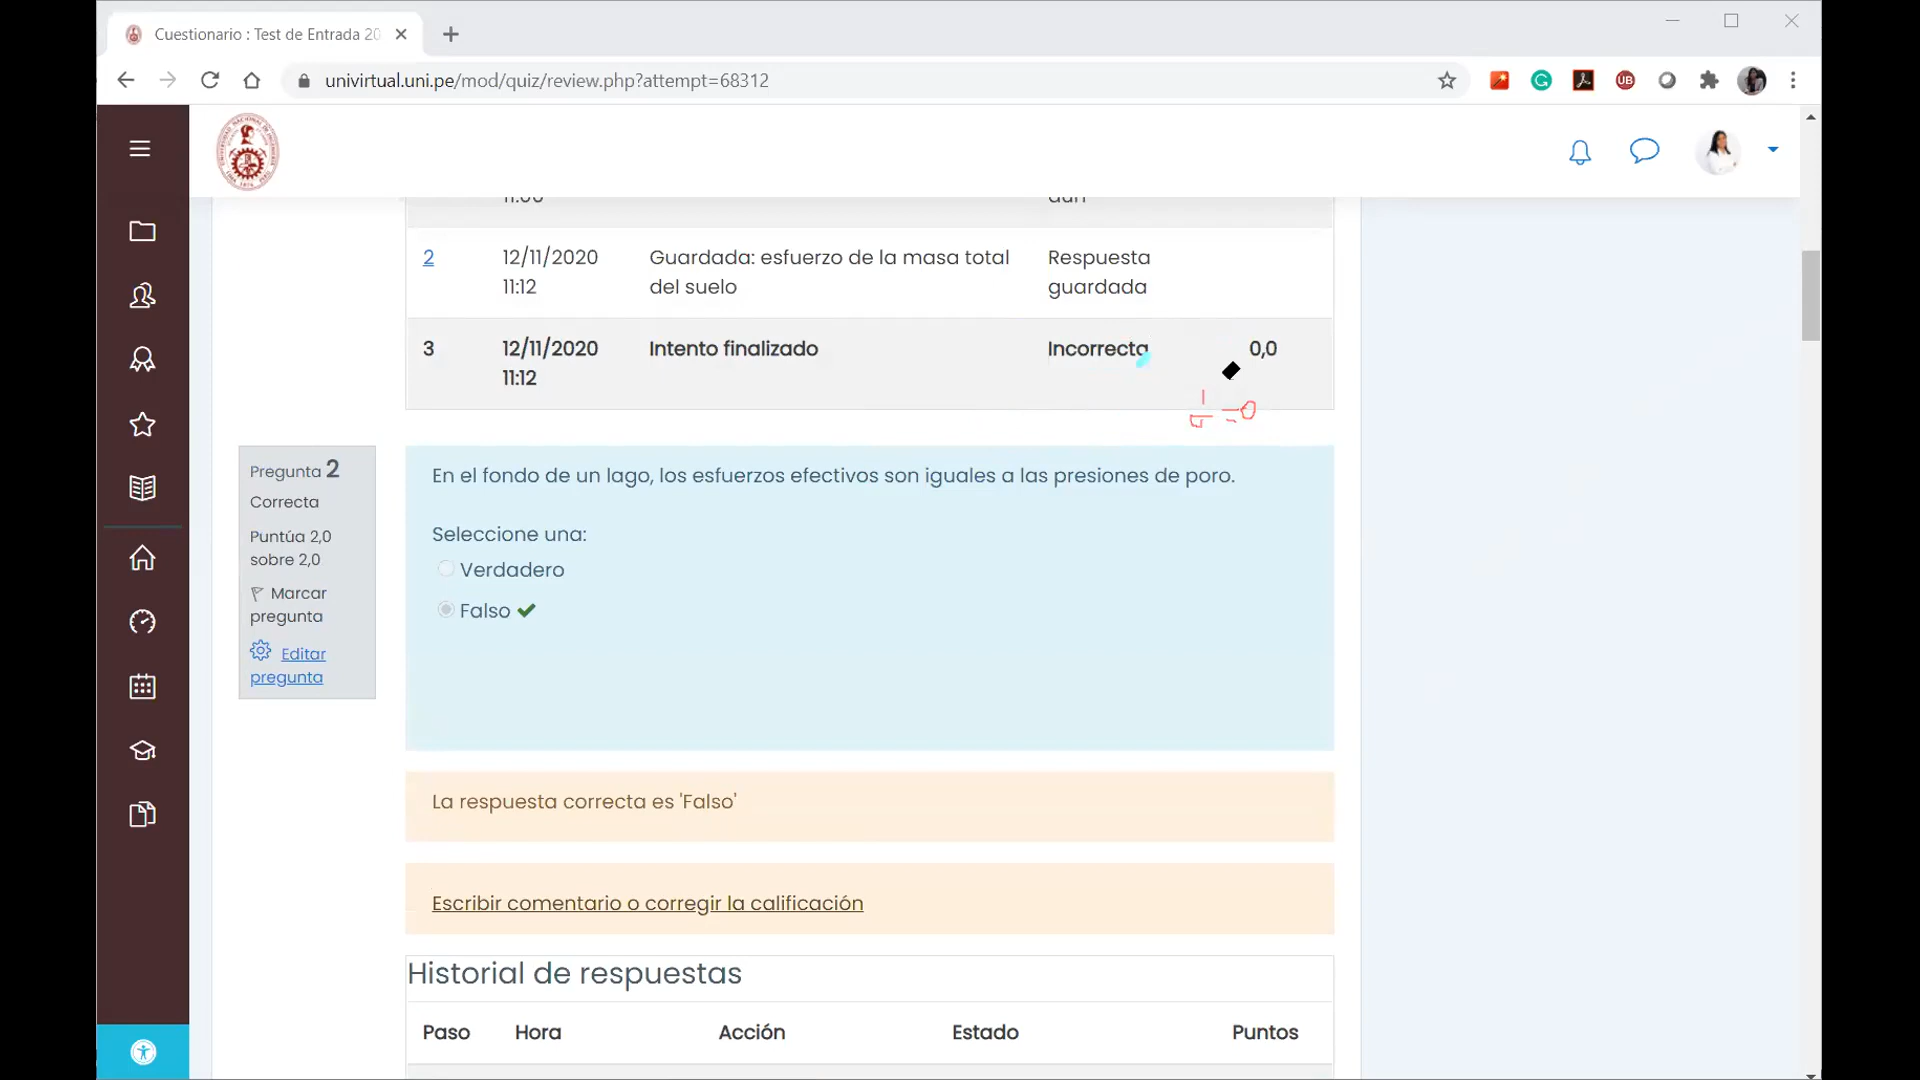 Cuestionario : Test de Entrada 20
univirtual.uni.pe/mod/quiz/review.php?attempt=68312
2 12/11/2020 Guardada: esfuerzo de la masa total Respuesta
11:12 del suelo guardada
3 12/11/2020 Intento finalizado Incorrecta 0,0
11:12
Pregunta 2
Correcta
Puntúa 2,0
sobre 2,0
Marcar
pregunta
Editar
pregunta
En el fondo de un lago, los esfuerzos efectivos son iguales a las presiones de poro.
Seleccione una:
Verdadero
Falso
La respuesta correcta es 'Falso'
Escribir comentario o corregir la calificación
Historial de respuestas
Paso Hora Acción Estado Puntos